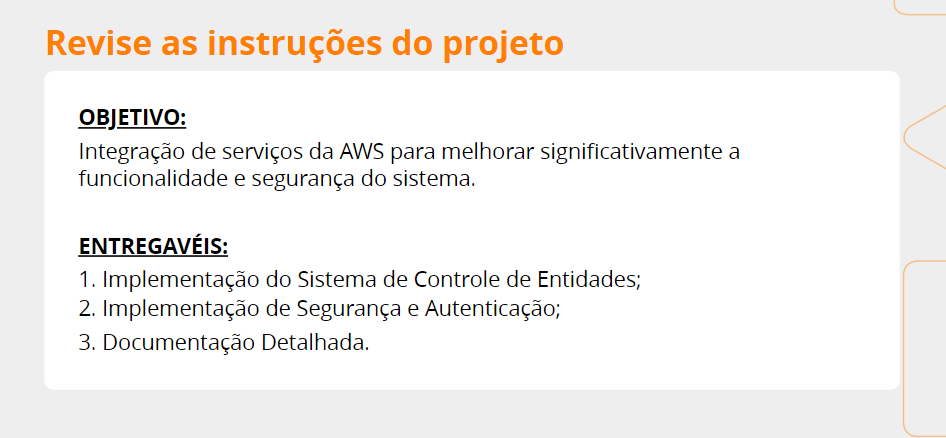 Revise as instruções do projeto
OBJETIVO:
Integração de serviços da AWS para melhorar significativamente a
funcionalidade e segurança do sistema.
ENTREGAVÉIS:
1. Implementação do Sistema de Controle de Entidades;
2. Implementação de Segurança e Autenticação;
3. Documentação Detalhada.